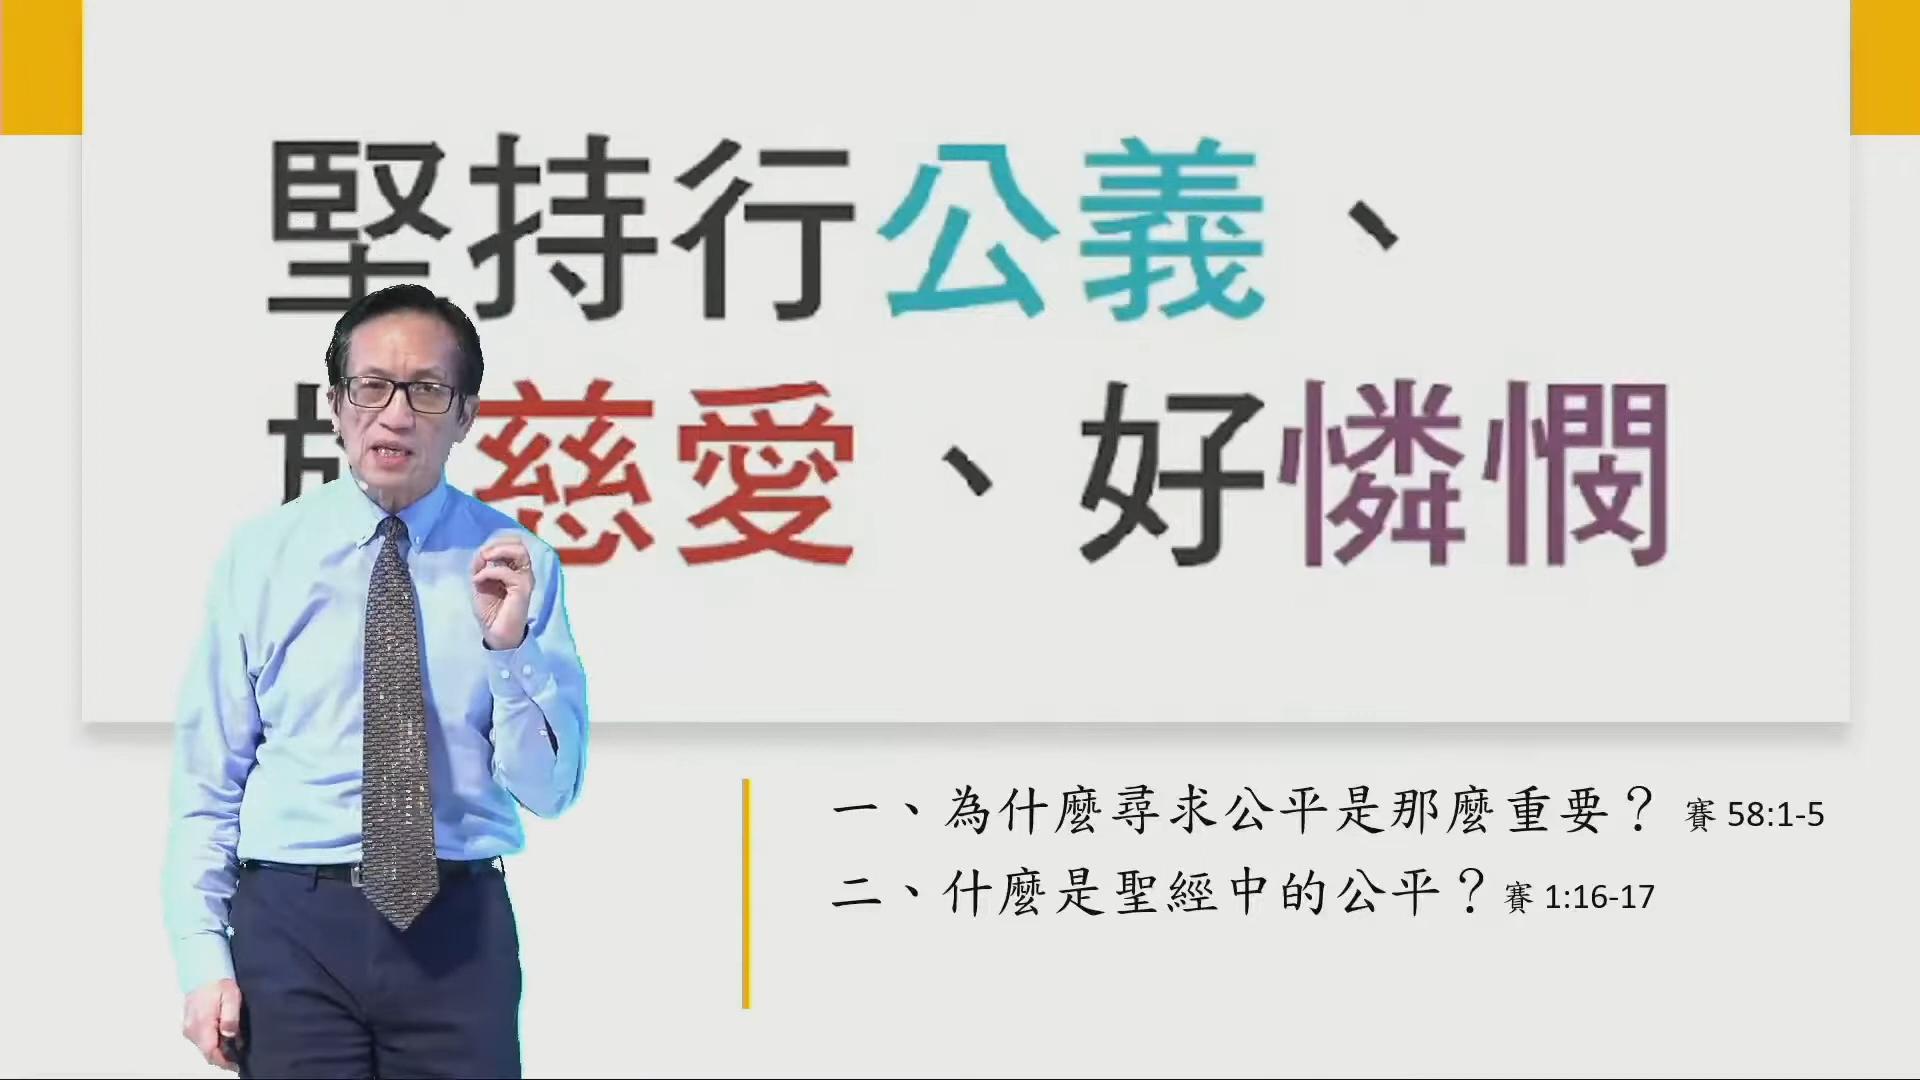 堅持行公義、
慈愛、好憐憫
一、為什麼尋求公平是那麼重要？ 賽 58:1-5
二、什麼是聖經中的公平？賽 1:16-17